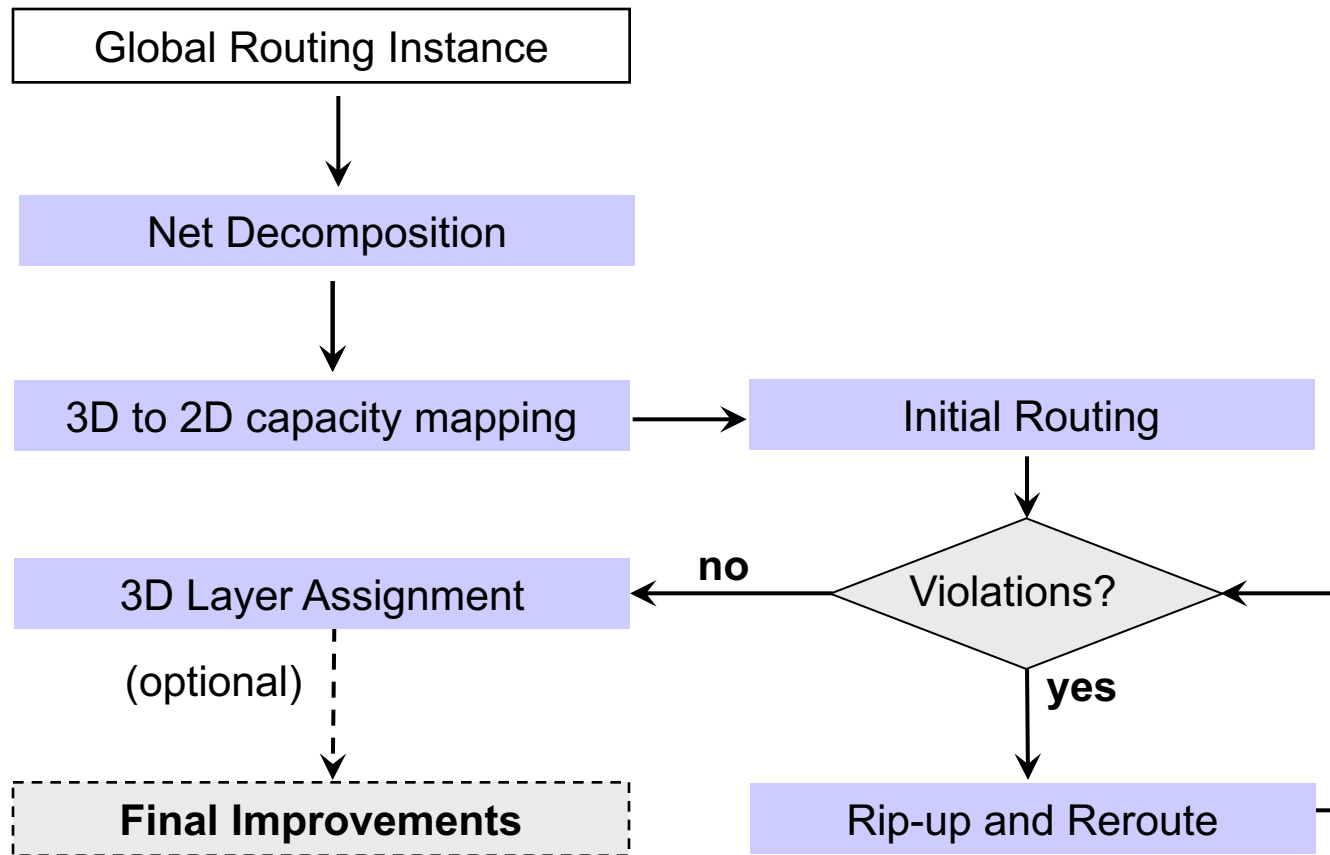 Global Routing Instance
Net Decomposition
3D to 2D capacity mapping
Initial Routing
3D Layer Assignment
no
Violations?
(optional)
yes
Final Improvements
Rip-up and Reroute